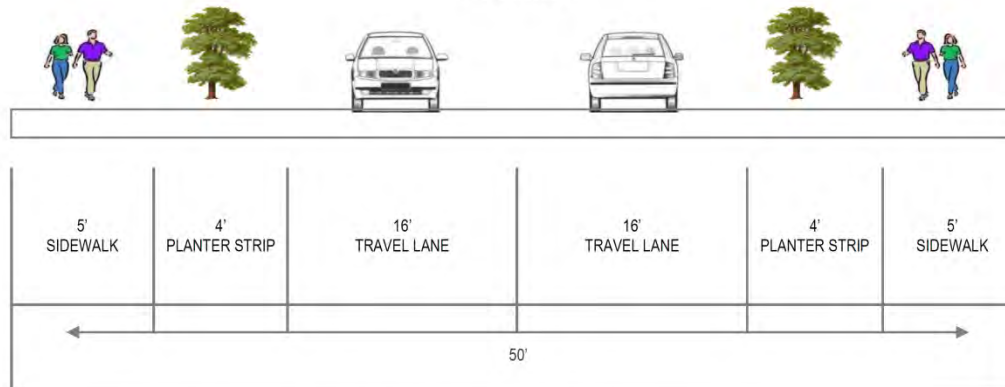 5'
SIDEWALK
4'
PLANTER STRIP
16'
TRAVEL LANE
16'
TRAVEL LANE
4'
PLANTER STRIP
5'
SIDEWALK
50'